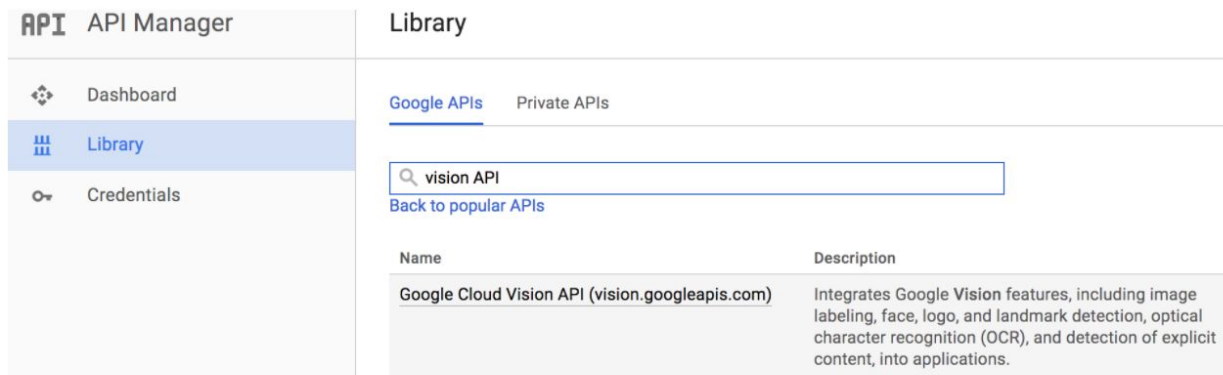 API API Manager
Library
Dashboard
Google APIs Private APIs
Library
vision API
Credentials
Back to popular APIs
Name Description
Google Cloud Vision API (vision.googleapis.com)
Integrates Google Vision features, including image
labeling, face, logo, and landmark detection, optical
character recognition (OCR), and detection of explicit
content, into applications.